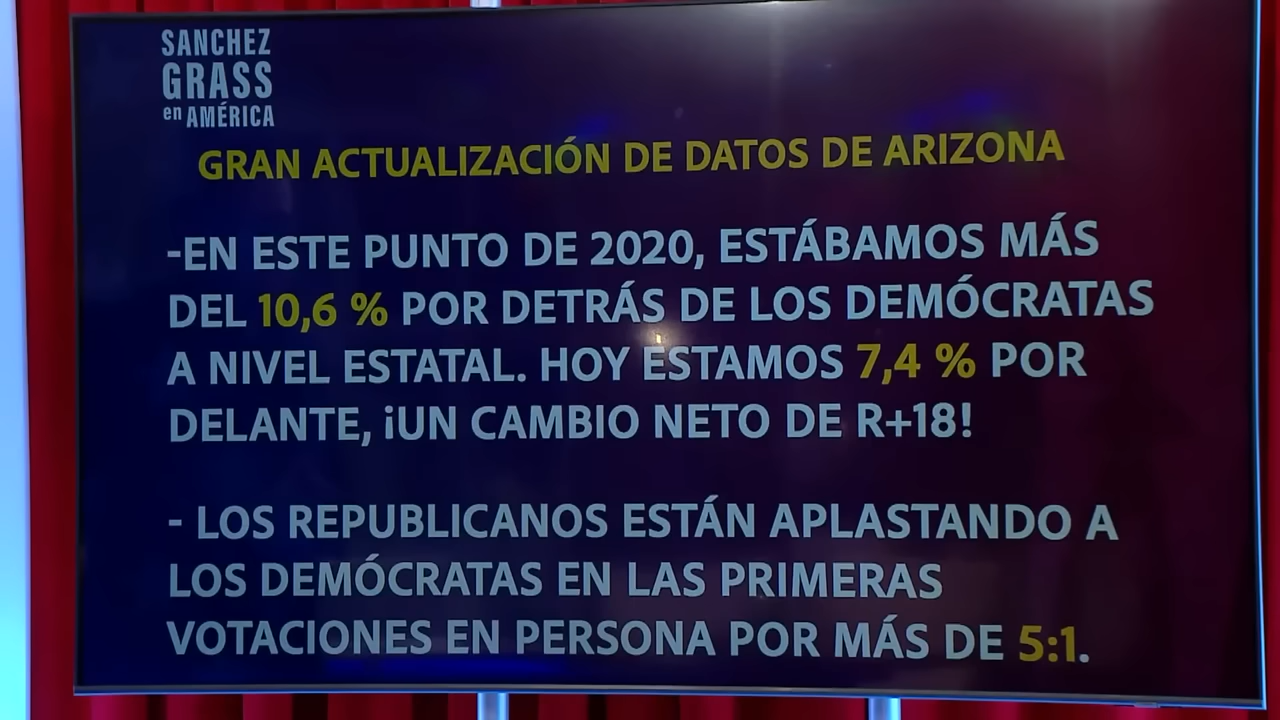 SANCHEZ
GRASS
en AMÉRICA
GRAN ACTUALIZACIÓN DE DATOS DE ARIZONA
-EN ESTE PUNTO DE 2020, ESTÁBAMOS MÁS
DEL 10,6 % POR DETRÁS DE LOS DEMÓCRATAS
A NIVEL ESTATAL. HOY ESTAMOS 7,4 % POR
DELANTE, ¡UN CAMBIO NETO DE R+18!
- LOS REPUBLICANOS ESTÁN APLASTANDO A
LOS DEMÓCRATAS EN LAS PRIMERAS
VOTACIONES EN PERSONA POR MÁS DE 5:1.